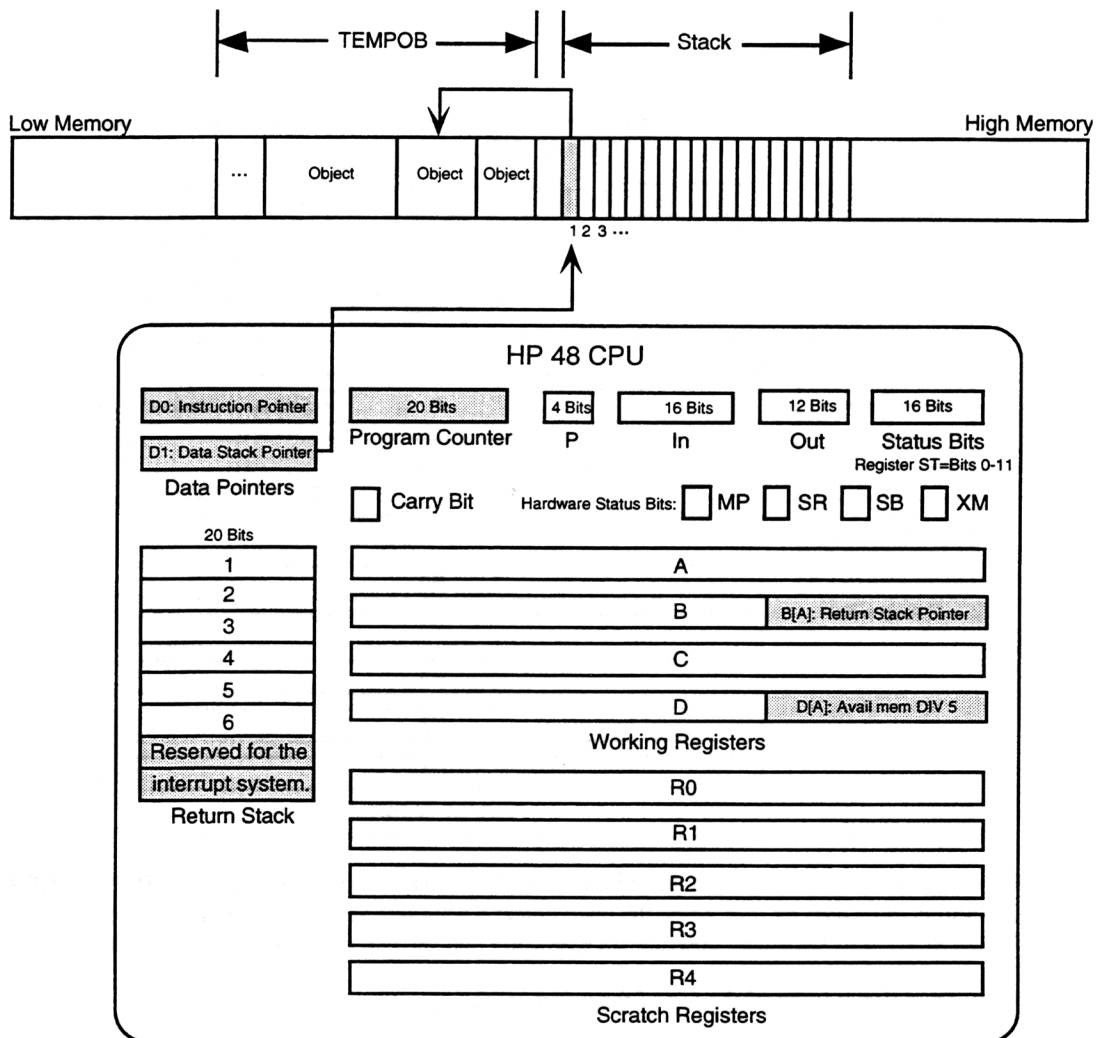 TEMPOB
Stack
Low Memory
High Memory
...
Object
Object
Object
1 2 3 ...
HP 48 CPU
D0: Instruction Pointer
D1: Data Stack Pointer
Data Pointers
20 Bits
Program Counter
4 Bits
P
16 Bits
In
12 Bits
Out
16 Bits
Status Bits
Register ST=Bits 0-11
Carry Bit
Hardware Status Bits:
MP
SR
SB
XM
20 Bits
1
2
3
4
5
6
Reserved for the
interrupt system.
Return Stack
A
B
B[A]: Return Stack Pointer
C
D
D[A]: Avail mem DIV 5
Working Registers
R0
R1
R2
R3
R4
Scratch Registers